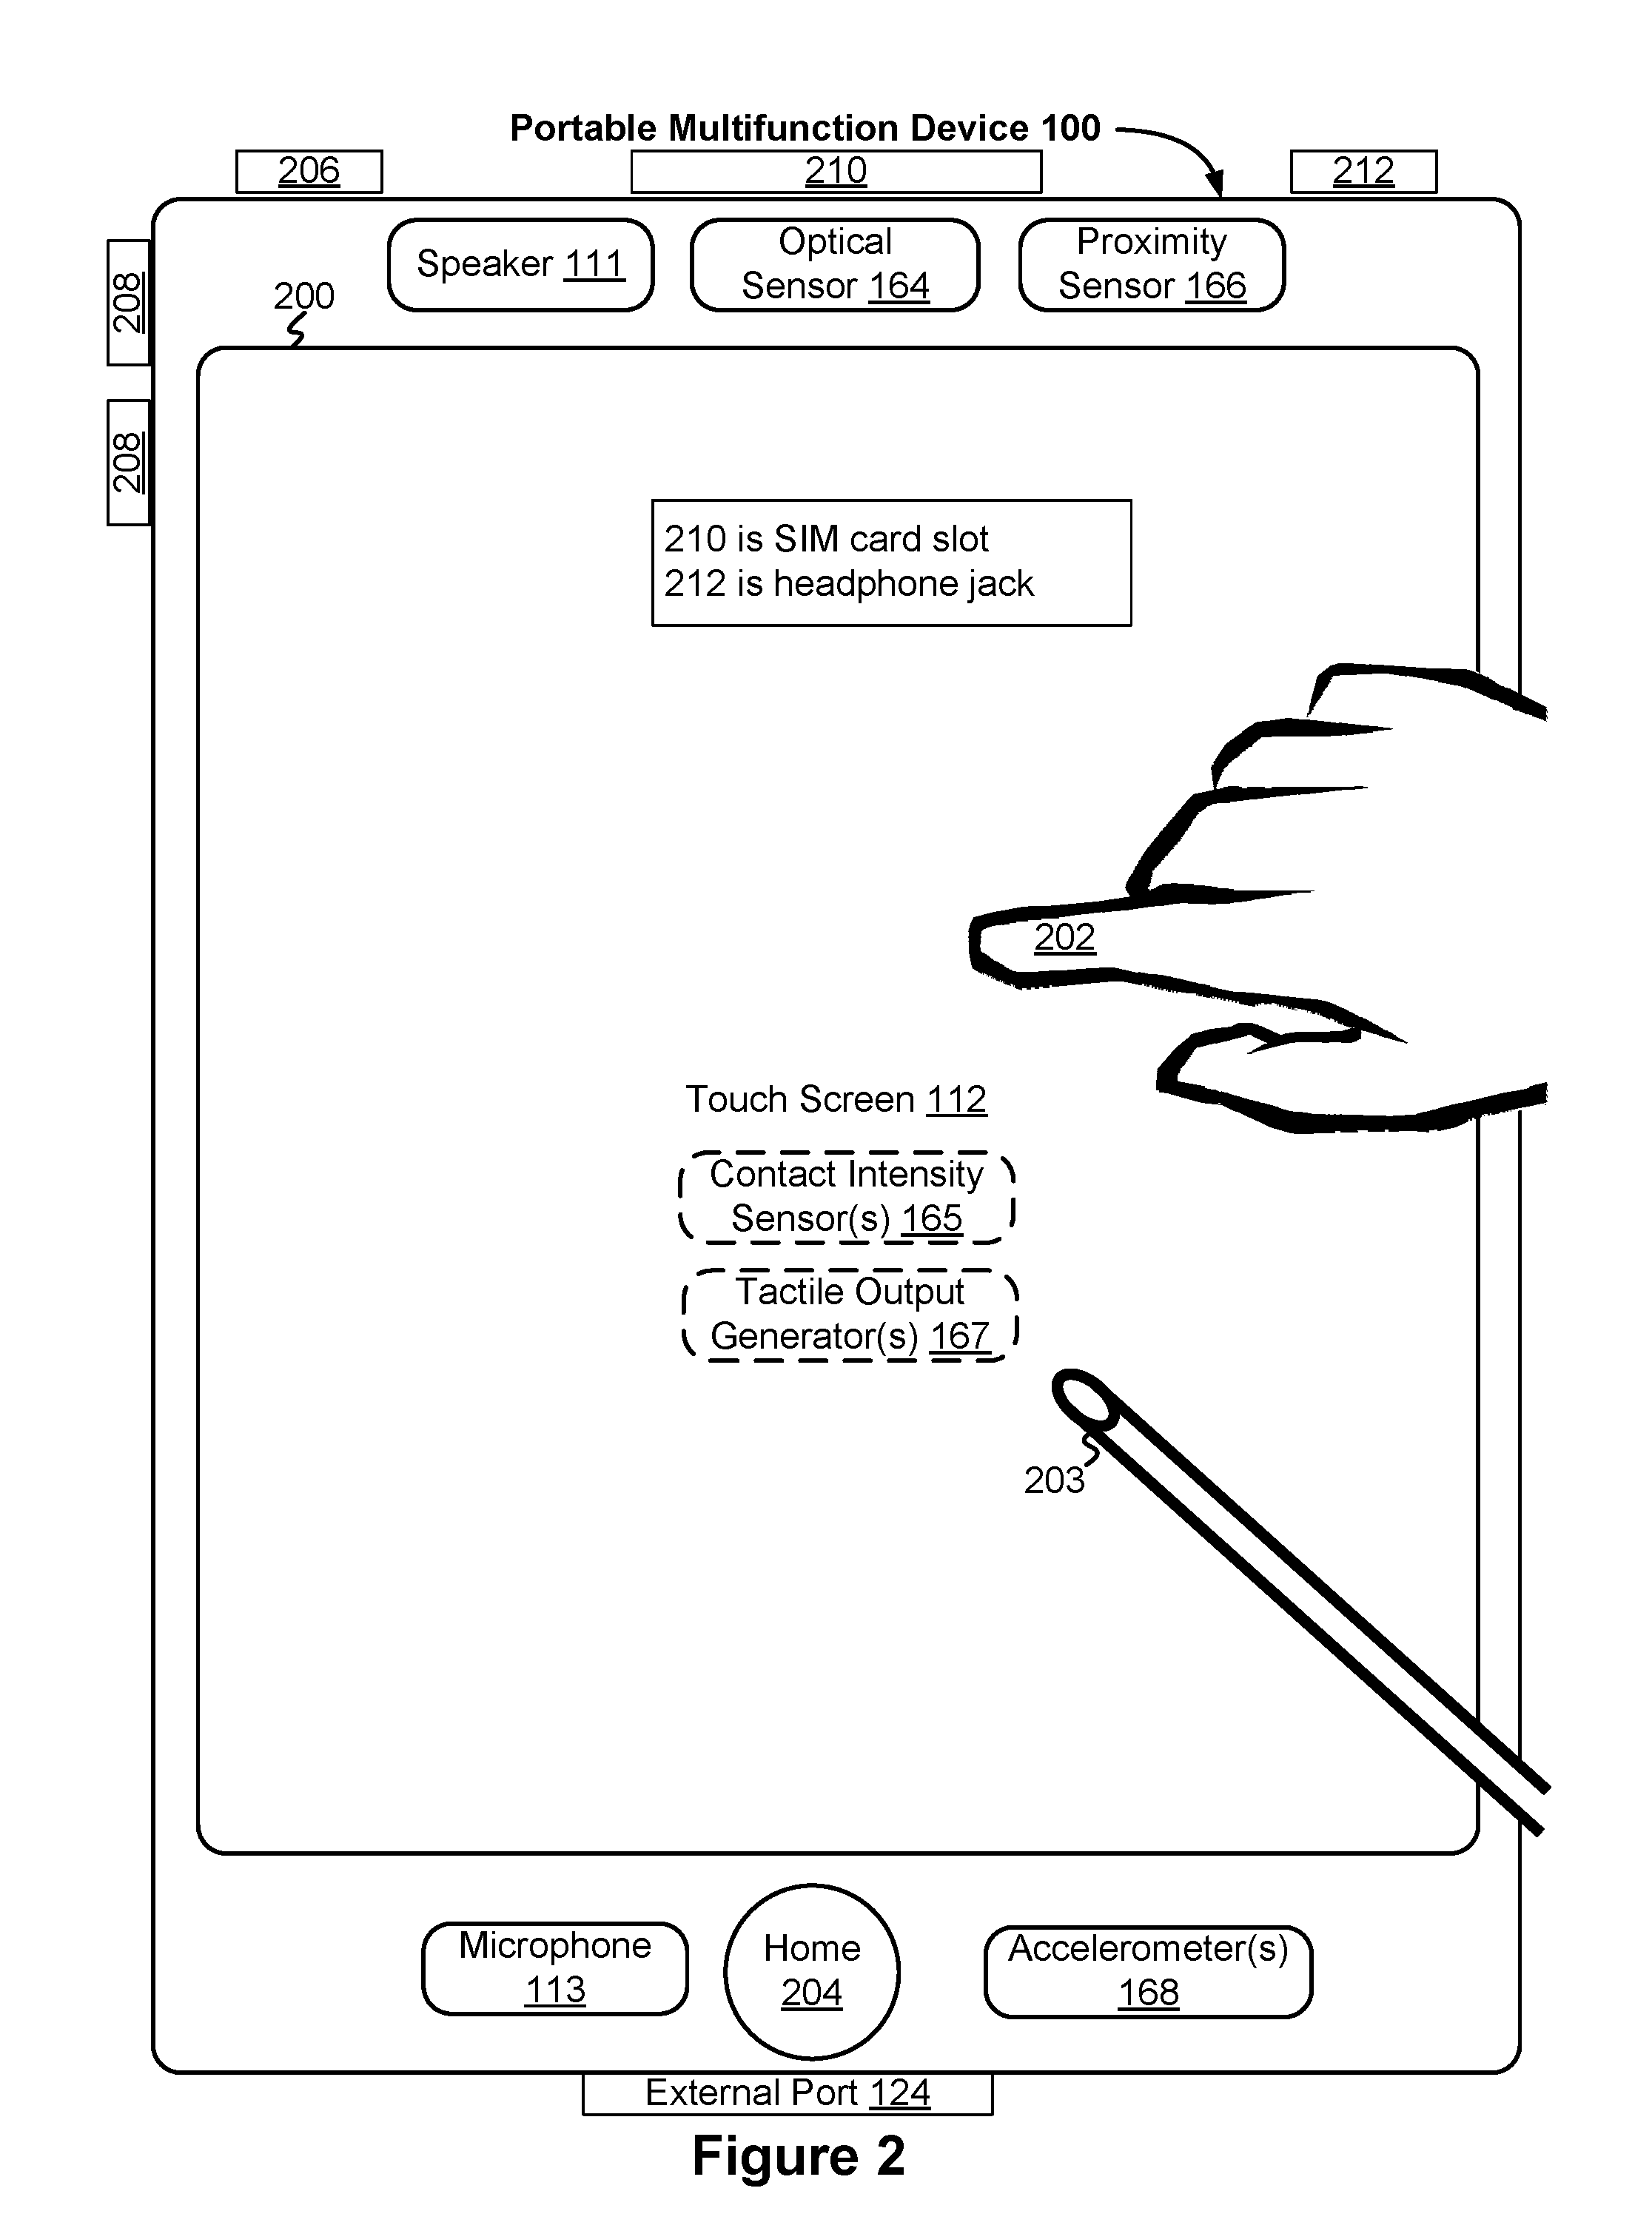 Portable Multifunction Device 100
206
210
212
Speaker 111
Optical
Sensor 164
Proximity
Sensor 166
208
200
208
210 is SIM card slot
212 is headphone jack
202
Touch Screen 112
Contact Intensity
Sensor(s) 165
Tactile Output
Generator(s) 167
203
Microphone
113
Home
204
Accelerometer(s)
168
External Port 124
Figure 2